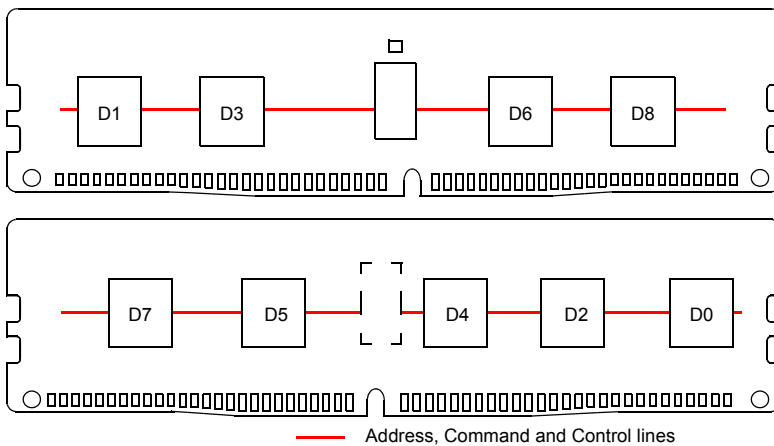 D1 D3 D6 D8
D7 D5 D4 D2 D0
Address, Command and Control lines